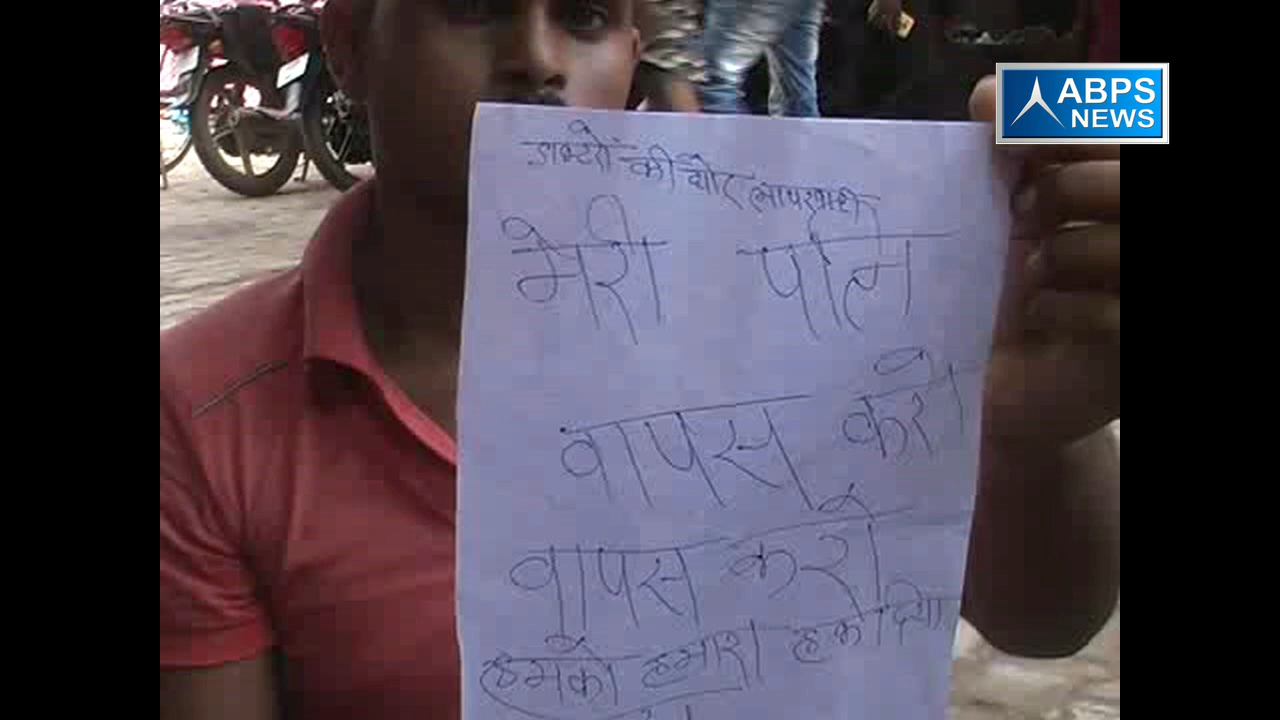 डाक्टरो की घोर लापरवाही
मेरी पत्नि
वापस करो
वापस करो
हमको हमारा हक दिया
ABPS
NEWS